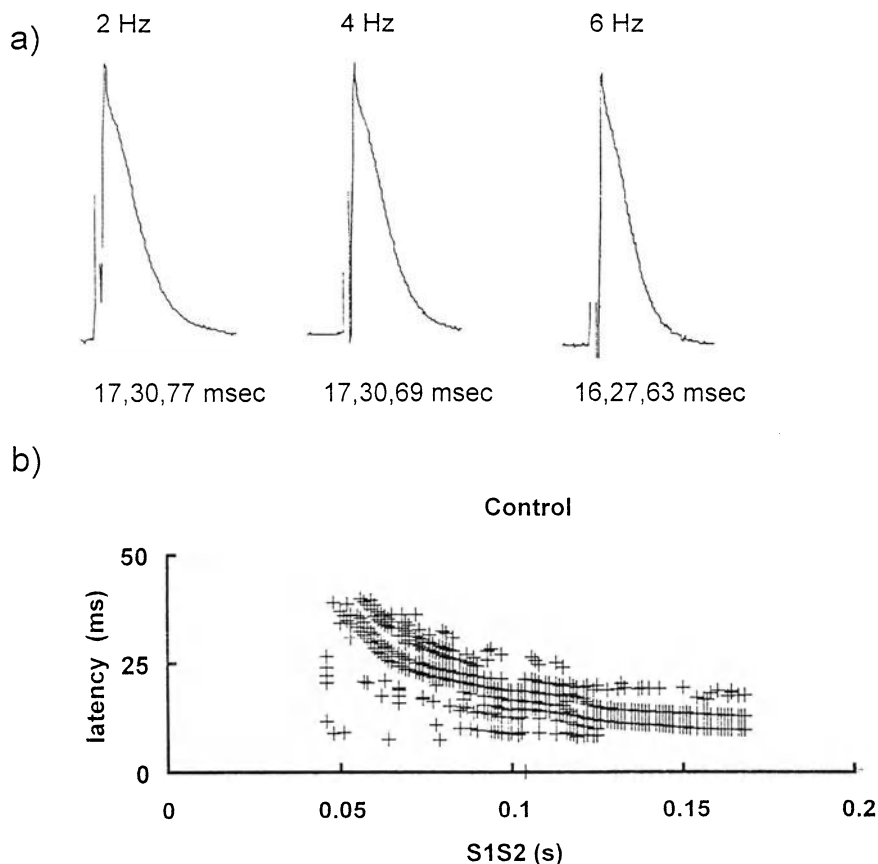 a)
2 Hz 4 Hz 6 Hz
17,30,77 msec 17,30,69 msec 16,27,63 msec
b)
Control
50
25
0
latency (ms)
0 0.05 0.1 0.15 0.2
S1S2 (s)